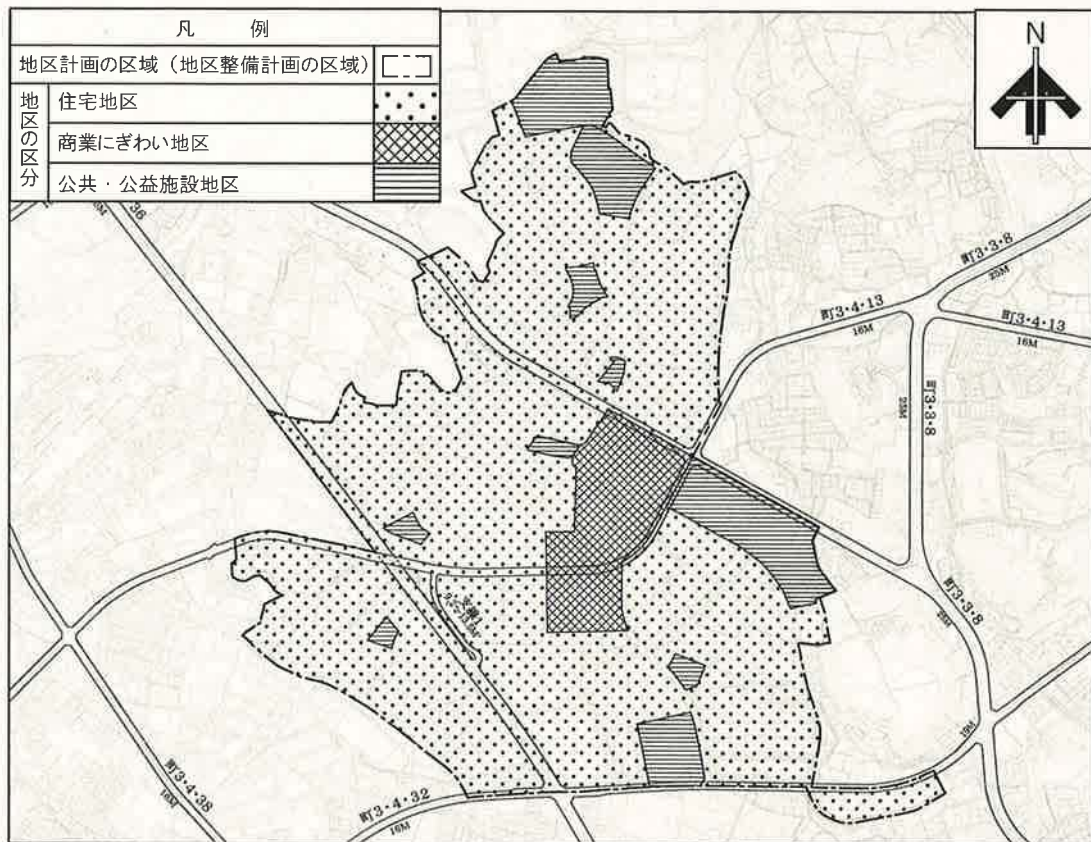 凡 例
地区計画の区域（地区整備計画の区域）
地区の区分
住宅地区
商業にぎわい地区
公共・公益施設地区
N
36
町3・3・8
25M
町3・4・13
16M
町3・4・13
16M
町3・3・8
25M
町3・3・8
25M
支線1
19M
町3・4・38
16M
町3・4・32
16M